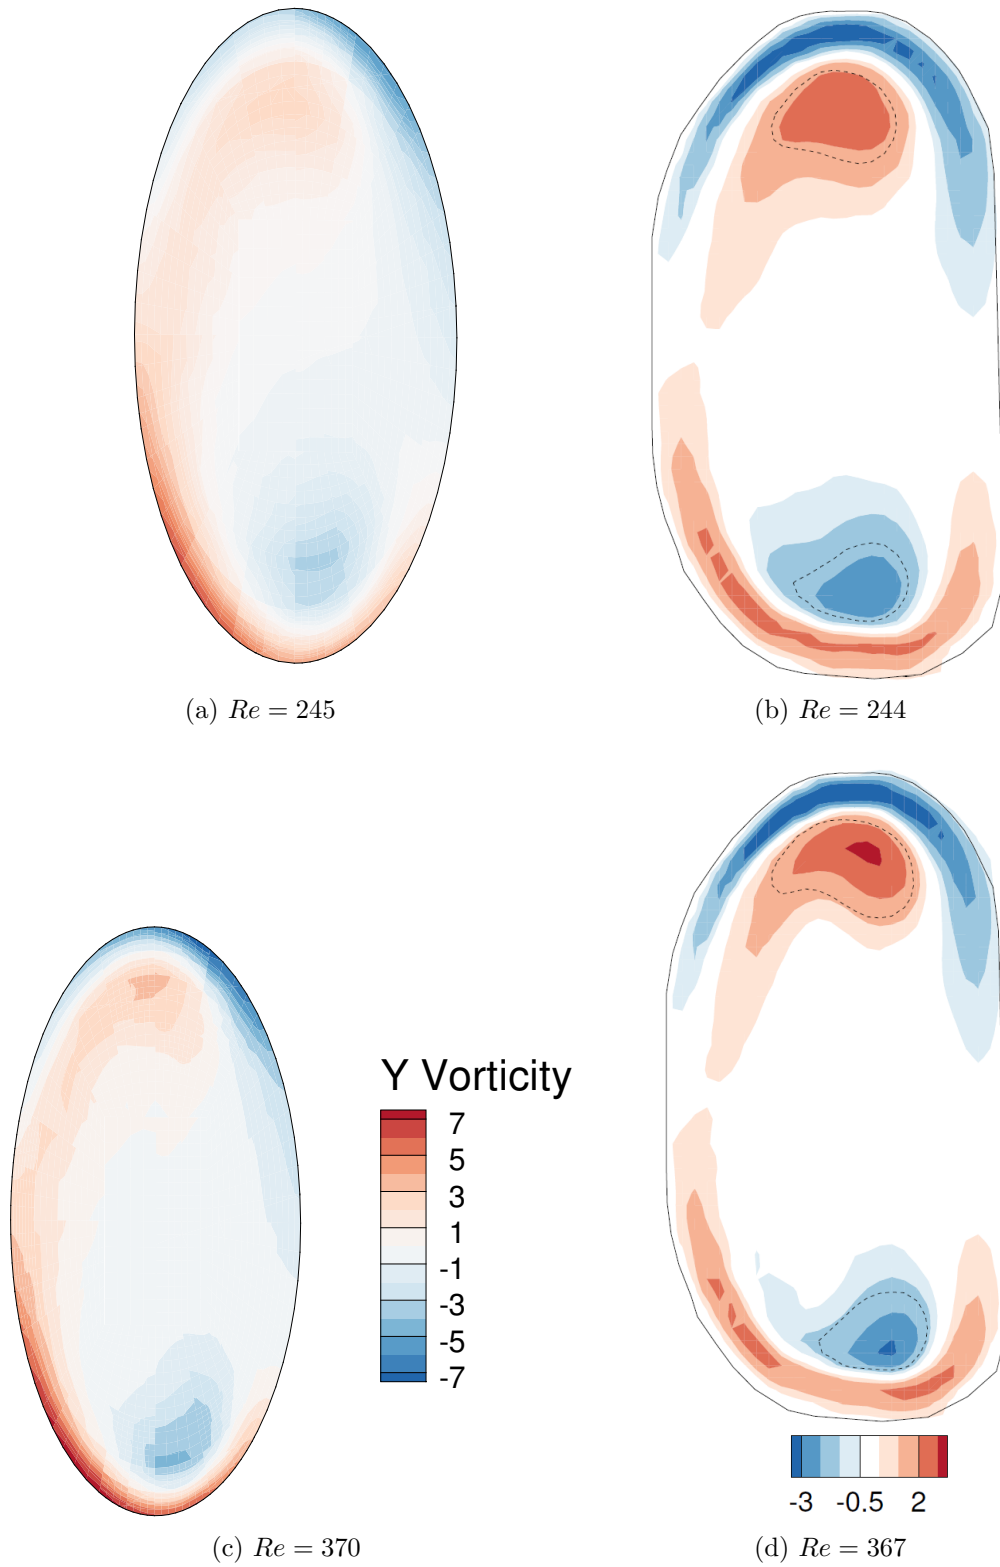 (a) Re = 245
(b) Re = 244
Y Vorticity
7
5
3
1
-1
-3
-5
-7
-3 -0.5 2
(c) Re = 370
(d) Re = 367